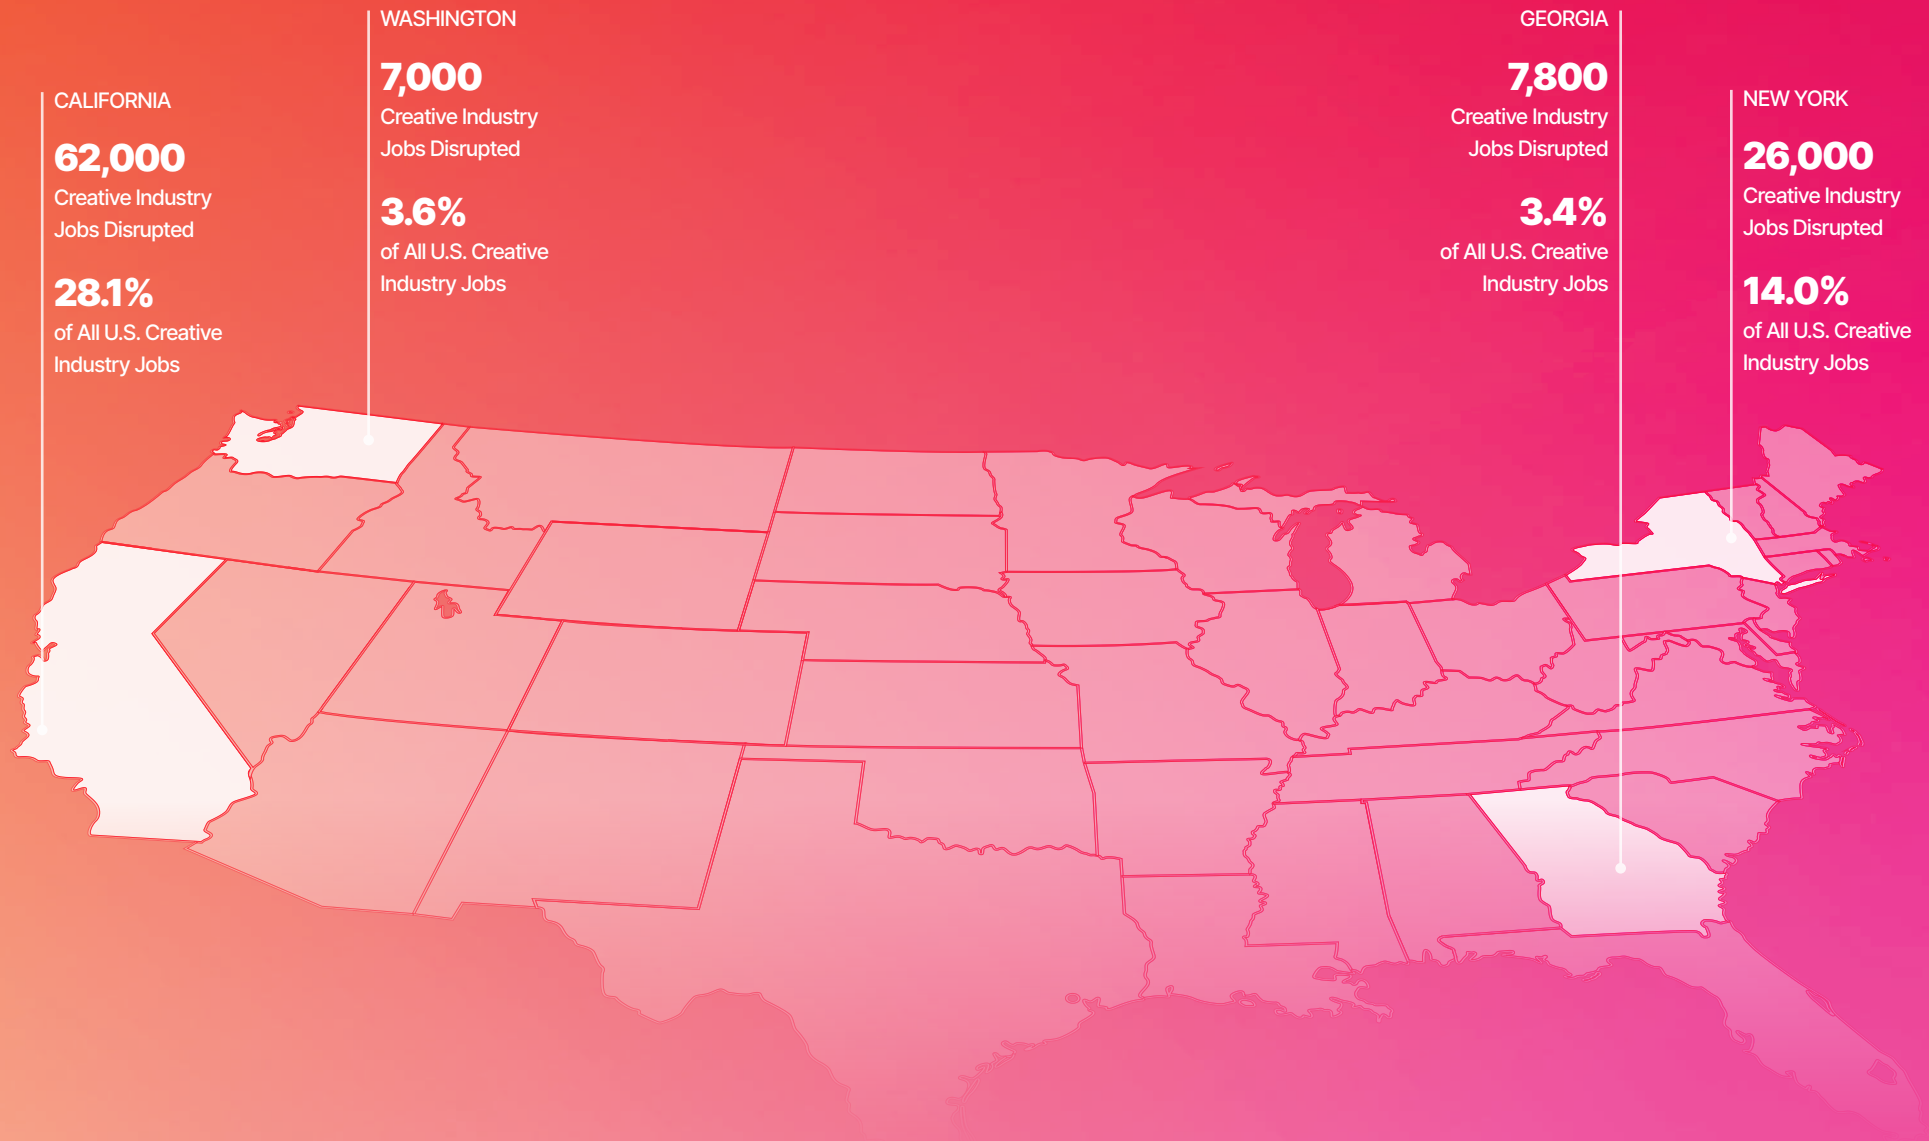 CALIFORNIA
62,000
Creative Industry
Jobs Disrupted
28.1%
of All U.S. Creative
Industry Jobs
WASHINGTON
7,000
Creative Industry
Jobs Disrupted
3.6%
of All U.S. Creative
Industry Jobs
GEORGIA
7,800
Creative Industry
Jobs Disrupted
3.4%
of All U.S. Creative
Industry Jobs
NEW YORK
26,000
Creative Industry
Jobs Disrupted
14.0%
of All U.S. Creative
Industry Jobs